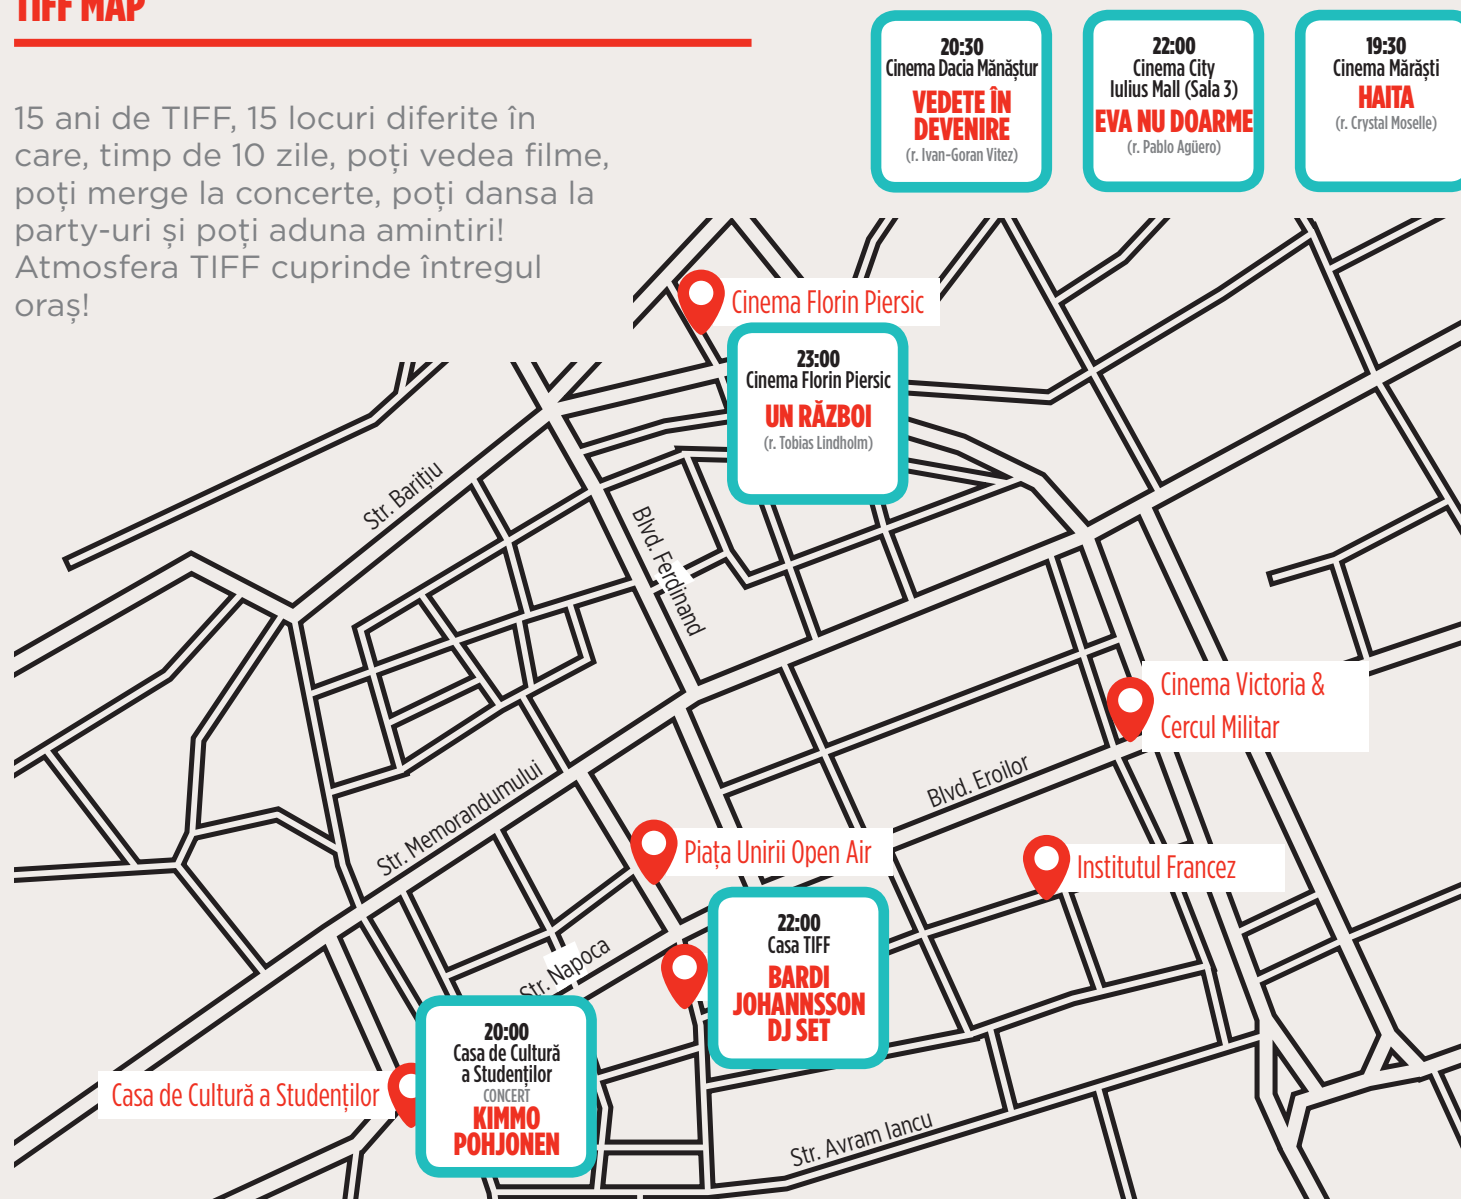 TIFF MAP
15 ani de TIFF, 15 locuri diferite în
care, timp de 10 zile, poți vedea filme,
poți merge la concerte, poți dansa la
party-uri și poți aduna amintiri!
Atmosfera TIFF cuprinde întregul
oraș!
20:30
Cinema Dacia Mănăștur
VEDETE ÎN
DEVENIRE
(r. Ivan-Goran Vitez)
22:00
Cinema City
Iulius Mall (Sala 3)
EVA NU DOARME
(r. Pablo Agüero)
19:30
Cinema Mărăști
HAITA
(r. Crystal Moselle)
Cinema Florin Piersic
23:00
Cinema Florin Piersic
UN RĂZBOI
(r. Tobias Lindholm)
Str. Barițiu
Blvd. Ferdinand
Cinema Victoria &
Cercul Militar
Blvd. Eroilor
Str. Memorandumului
Piața Unirii Open Air
Institutul Francez
Str. Napoca
22:00
Casa TIFF
BARDI
JOHANNSSON
DJ SET
20:00
Casa de Cultură
a Studenților
CONCERT
KIMMO
POHJONEN
Casa de Cultură a Studenților
Str. Avram Iancu